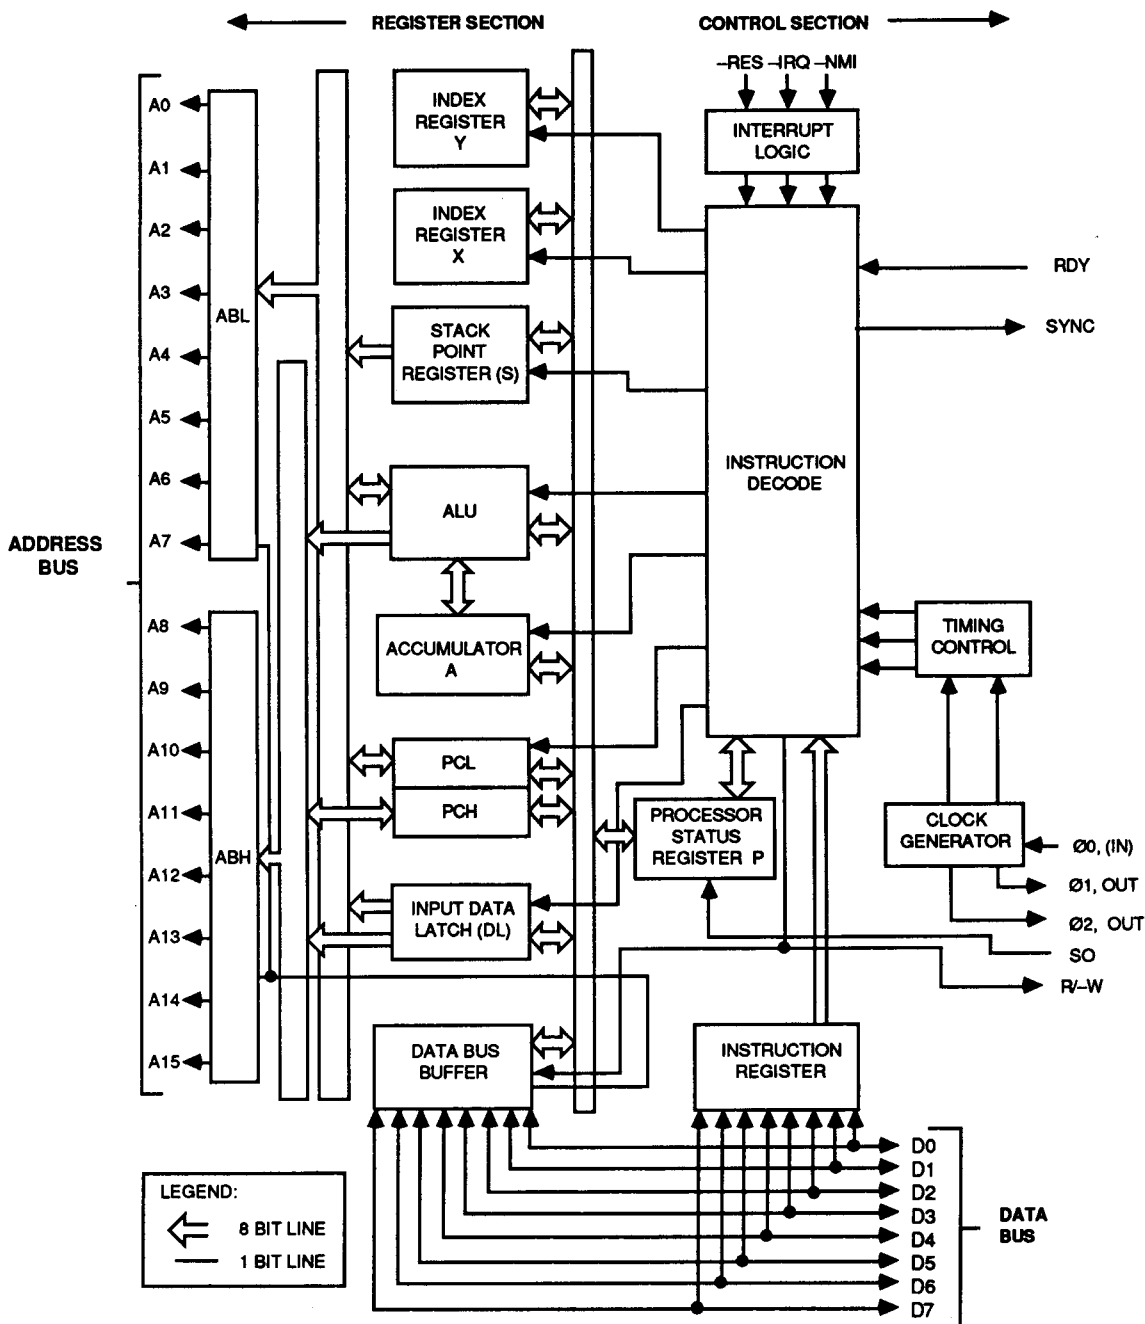 REGISTER SECTION
CONTROL SECTION
–RES –IRQ –NMI
INTERRUPT
LOGIC
INDEX
REGISTER
Y
INDEX
REGISTER
X
STACK
POINT
REGISTER (S)
ALU
ACCUMULATOR
A
PCL
PCH
INPUT DATA
LATCH (DL)
DATA BUS
BUFFER
INSTRUCTION
DECODE
RDY
SYNC
TIMING
CONTROL
CLOCK
GENERATOR
Ø0, (IN)
Ø1, OUT
Ø2, OUT
SO
R/–W
PROCESSOR
STATUS
REGISTER P
INSTRUCTION
REGISTER
ADDRESS
BUS
A0
A1
A2
A3
A4
A5
A6
A7
A8
A9
A10
A11
A12
A13
A14
A15
ABL
ABH
D0
D1
D2
D3
D4
D5
D6
D7
DATA
BUS
LEGEND:
8 BIT LINE
1 BIT LINE